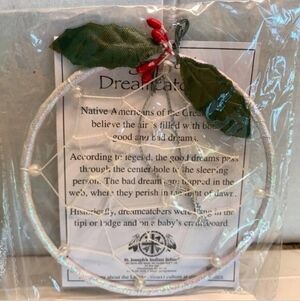 Dreamcatcher
Native Americans of the Great
believe the air is filled with both
good and bad dreams.
According to legend, the good dreams pass
through the center hole to the sleeping
person. The bad dreams are trapped in the
web, where they perish in the light of dawn.
Historically, dreamcatchers were hung in the
tipi or lodge and on a baby's cradleboard.
St. Joseph's Indian School